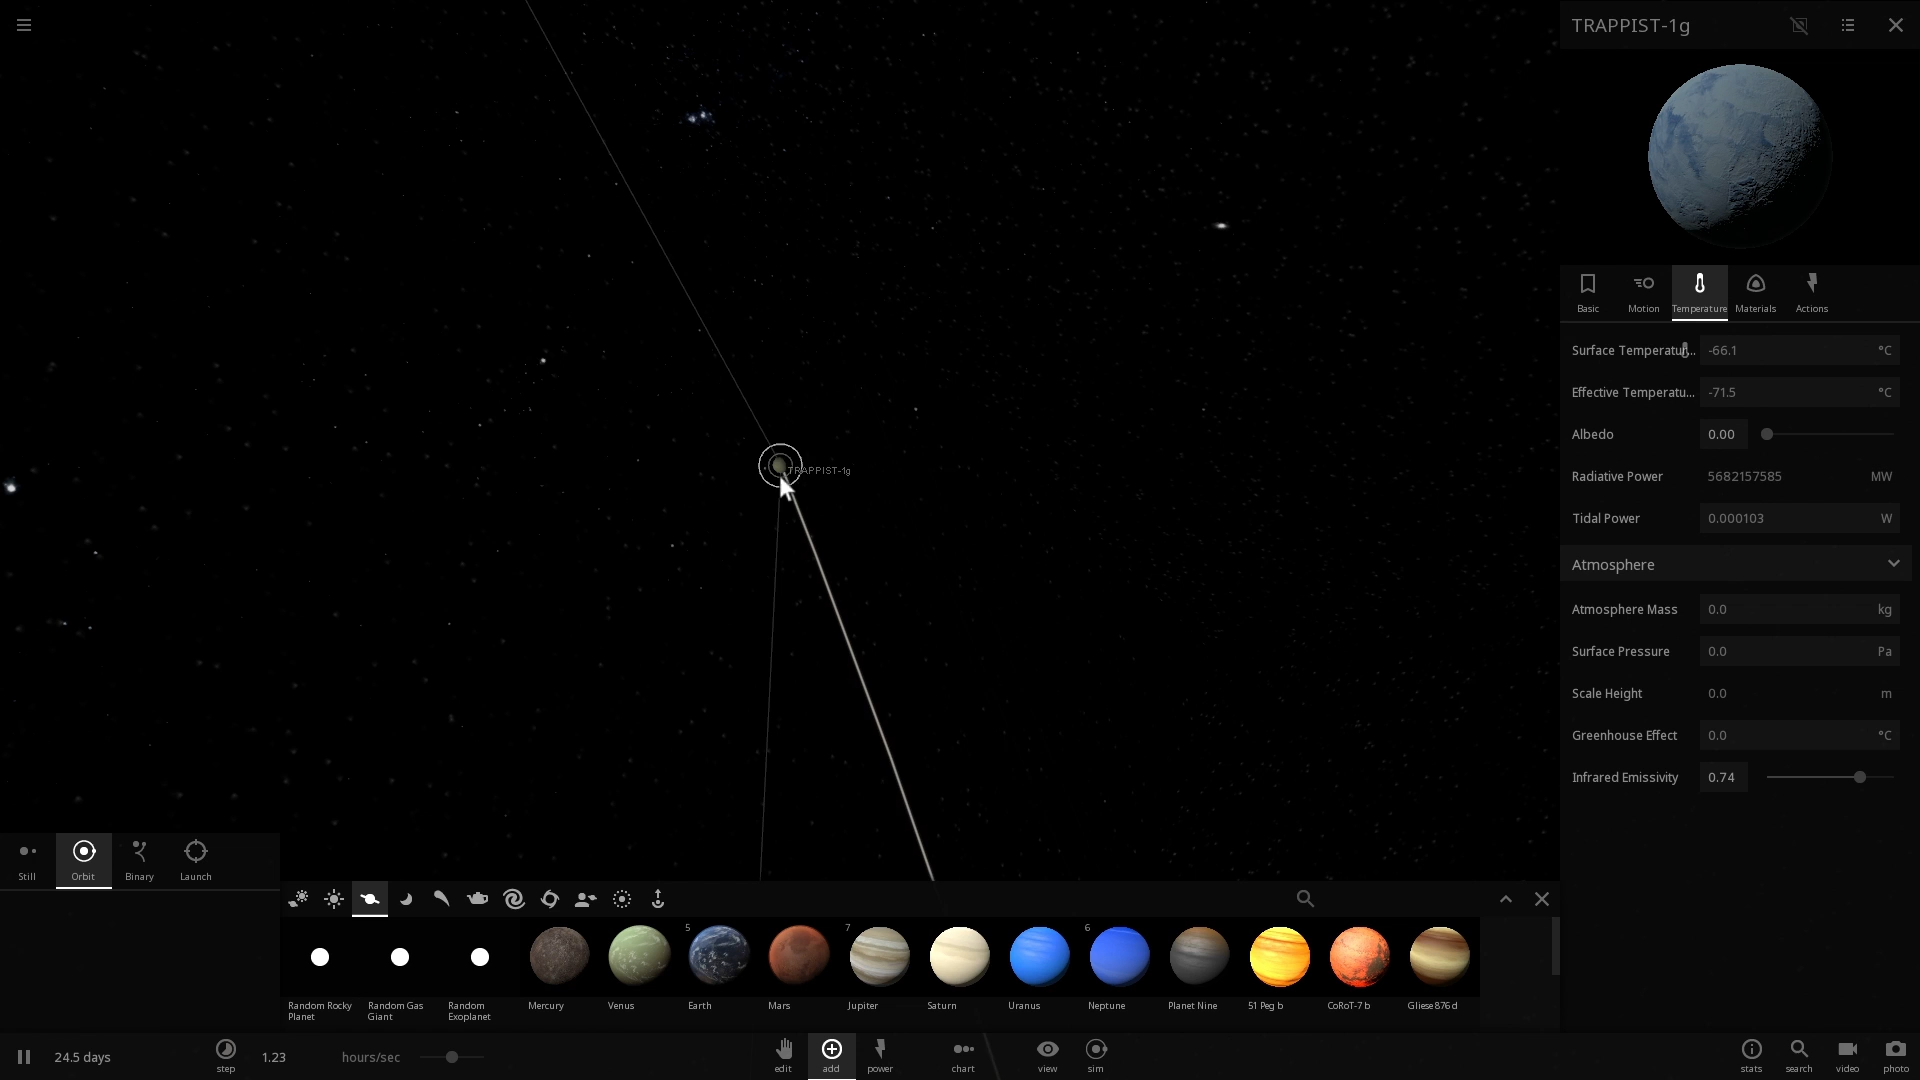 TRAPPIST-1g
Basic
Motion
Temperature
Materials
Actions
Surface Temperatur... -66.1 °C
Effective Temperatu... -71.5 °C
Albedo 0.00
Radiative Power 5682157585 MW
Tidal Power 0.000103 W
Atmosphere
Atmosphere Mass 0.0 kg
Surface Pressure 0.0 Pa
Scale Height 0.0 m
Greenhouse Effect 0.0 °C
Infrared Emissivity 0.74
TRAPPIST-1g
Still
Orbit
Binary
Launch
5
7
6
Random Rocky
Planet
Random Gas
Giant
Random
Exoplanet
Mercury
Venus
Earth
Mars
Jupiter
Saturn
Uranus
Neptune
Planet Nine
51 Peg b
CoRoT-7 b
Gliese 876 d
24.5 days
step
1.23
hours/sec
edit
add
power
chart
view
sim
stats
search
video
photo